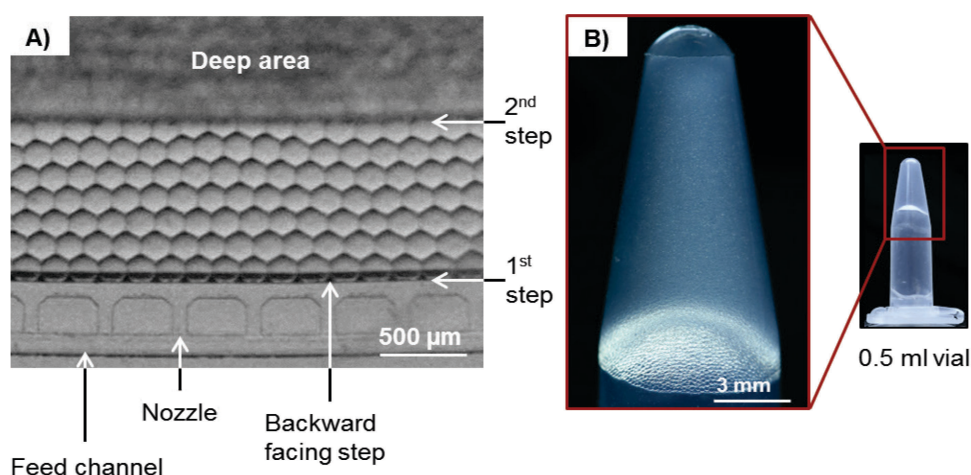 A)
Deep area
2nd
step
1st
step
500 µm
Nozzle
Backward
facing step
Feed channel
B)
3 mm
0.5 ml vial